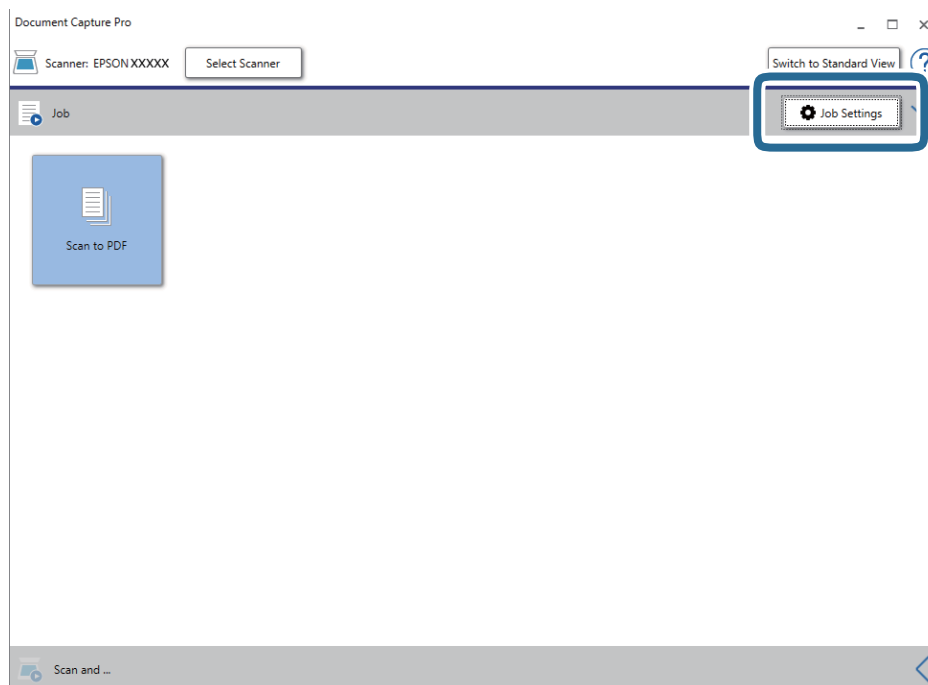 Document Capture Pro
Scanner: EPSON XXXXX Select Scanner Switch to Standard View ?
Job Job Settings
Scan to PDF
Scan and ...